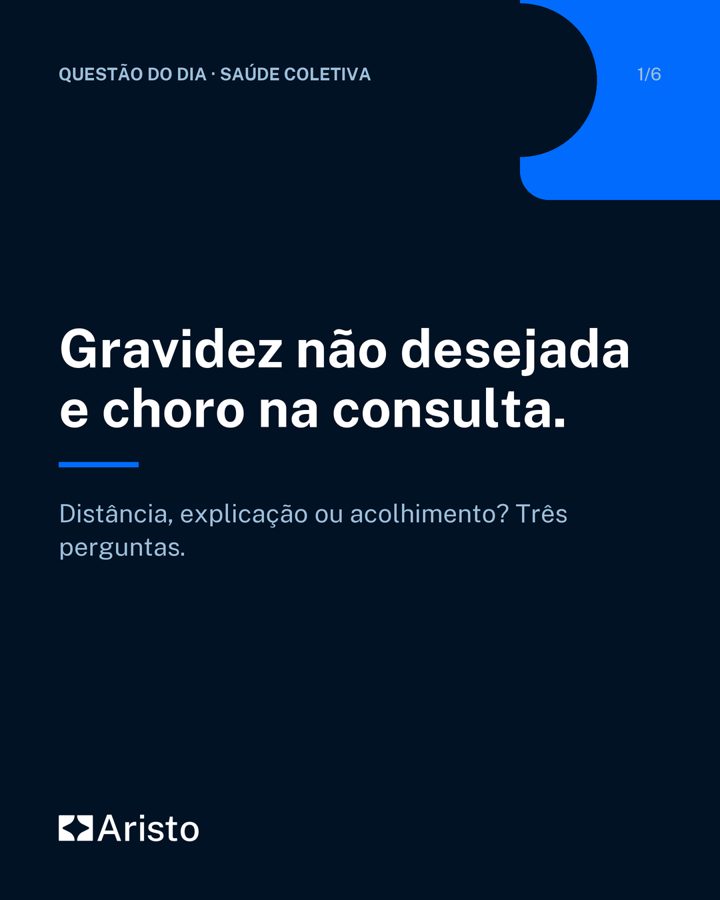 QUESTÃO DO DIA · SAÚDE COLETIVA
1/6
Gravidez não desejada
e choro na consulta.
Distância, explicação ou acolhimento? Três
perguntas.
Aristo